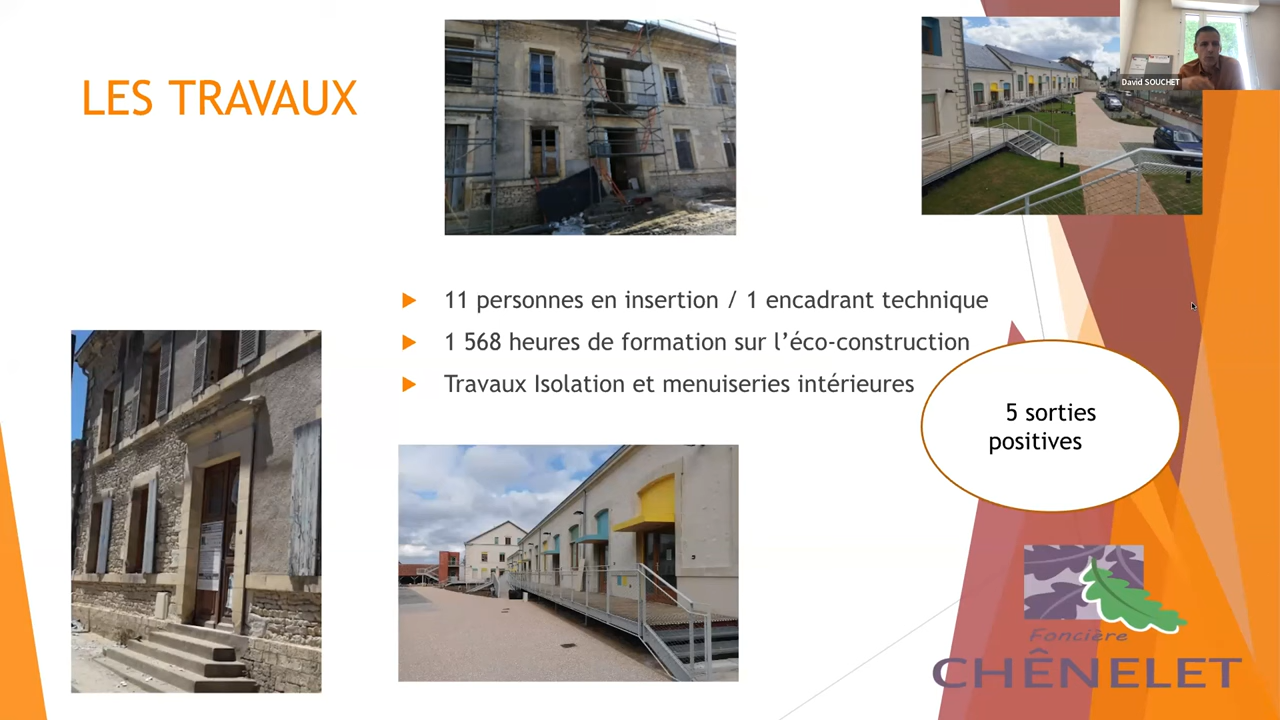 LES TRAVAUX
David SOUCHET
11 personnes en insertion / 1 encadrant technique
1 568 heures de formation sur l’éco-construction
Travaux Isolation et menuiseries intérieures
5 sorties
positives
Foncière
CHÊNELET